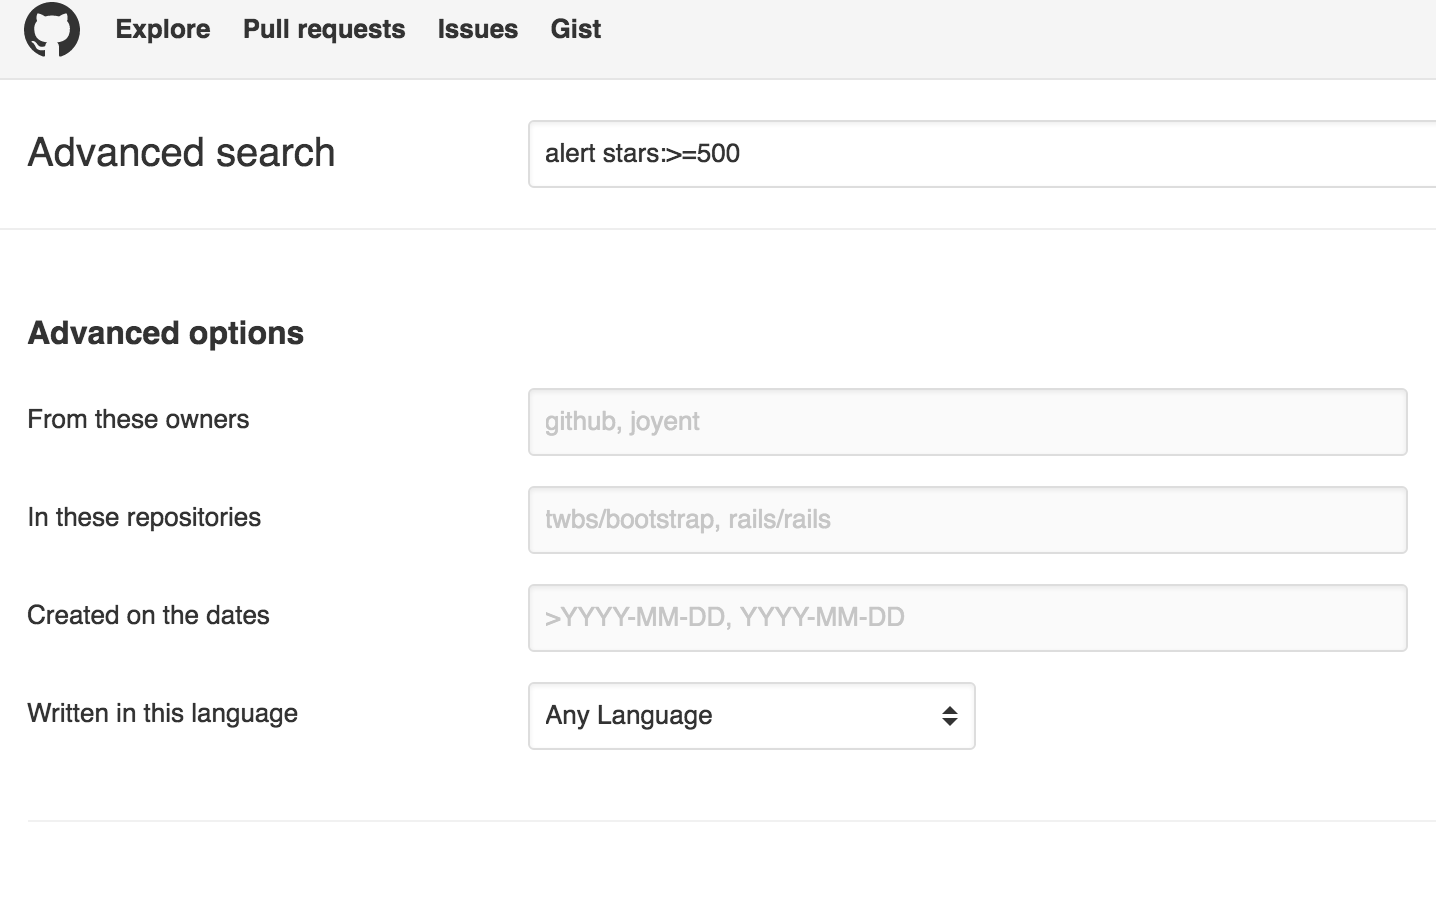 Explore Pull requests Issues Gist
Advanced search
alert stars:>=500
Advanced options
From these owners
github, joyent
In these repositories
twbs/bootstrap, rails/rails
Created on the dates
>YYYY-MM-DD, YYYY-MM-DD
Written in this language
Any Language